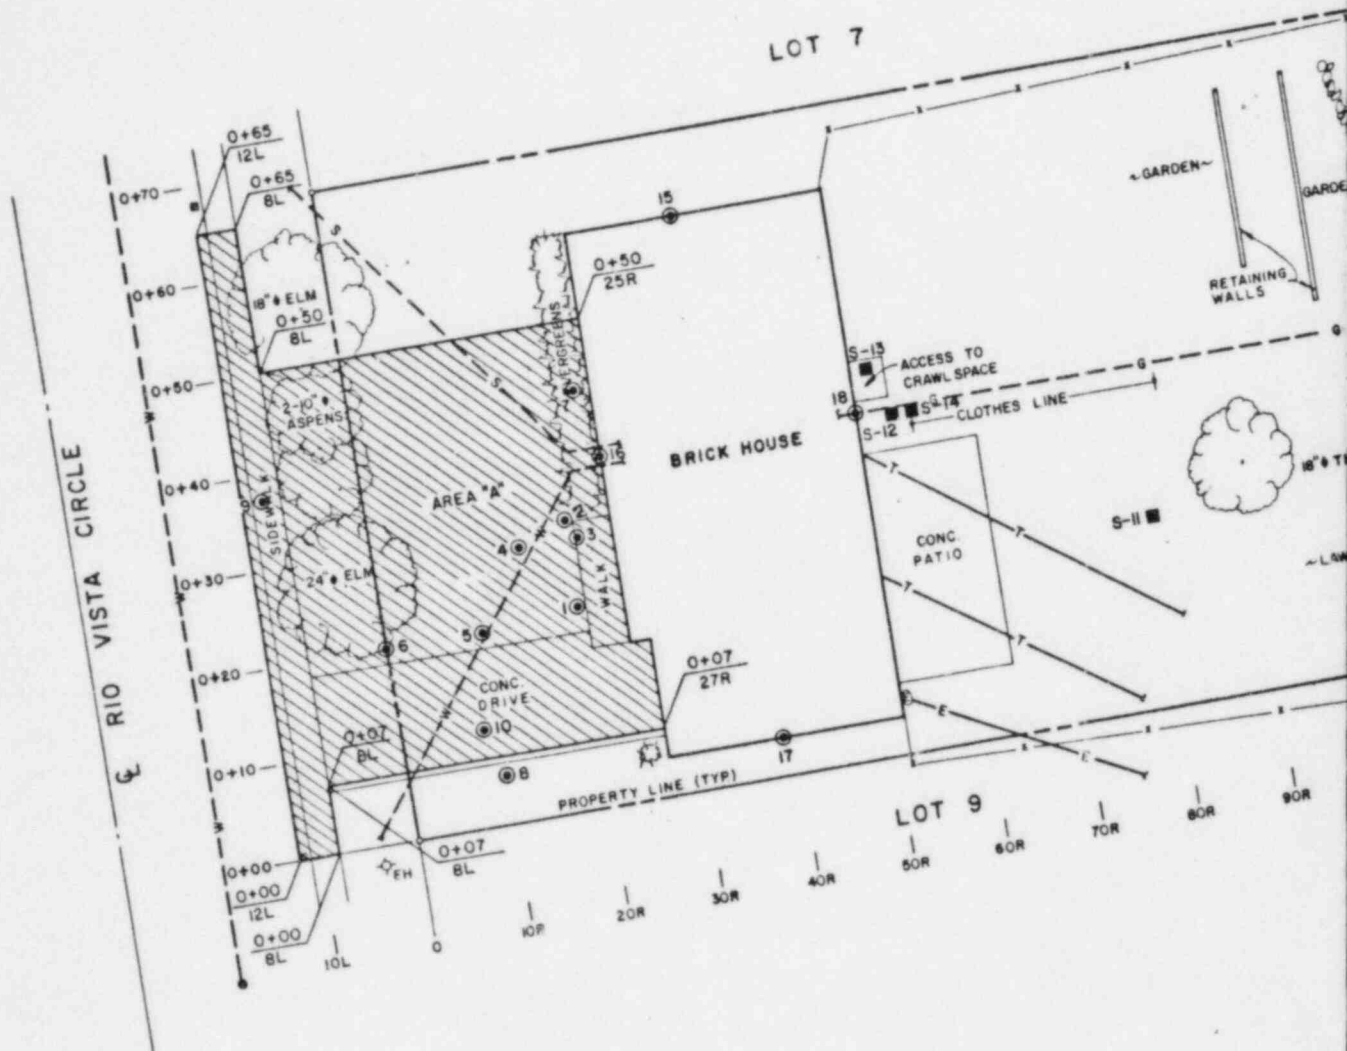 LOT 7
0+65
12L
0+65
8L
0+70
S
15
GARDEN
GARDE
0+60
18" ɸ ELM
0+50
25R
RETAINING
WALLS
0+50
8L
S
G
S-13
ACCESS TO
CRAWLSPACE
G
0+50
W
2-10" ɸ
ASPENS
18
G
S-14
CLOTHES LINE
S-12
BRICK HOUSE
16
RIO VISTA CIRCLE
0+40
9
SIDEWALK
AREA "A"
T
18" ɸ
S-11
2
3
4
W
T
CONC.
PATIO
LAW
0+30
W
24" ɸ ELM
1
WALK
T
T
5
6
0+20
CONC.
DRIVE
W
0+07
27R
E
E
E
10
0+07
8L
0+10
8
17
PROPERTY LINE (TYP)
LOT 9
W
0+00
FH
0+07
8L
0+00
12L
0+00
8L
10L
0
10R
20R
30R
40R
50R
60R
70R
80R
90R